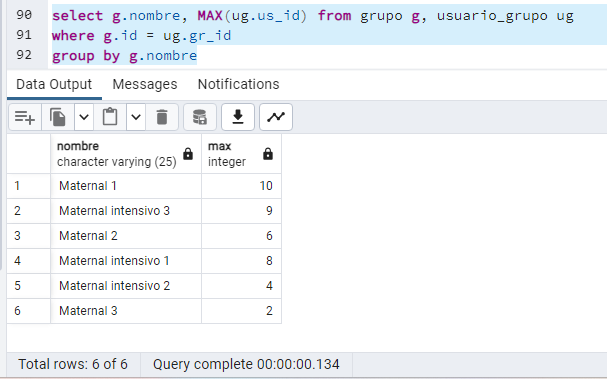 90 select g.nombre, MAX(ug.us_id) from grupo g, usuario_grupo ug
91 where g.id = ug.gr_id
92 group by g.nombre
Data Output Messages Notifications
nombre max
character varying (25) integer
1 Maternal 1 10
2 Maternal intensivo 3 9
3 Maternal 2 6
4 Maternal intensivo 1 8
5 Maternal intensivo 2 4
6 Maternal 3 2
Total rows: 6 of 6 Query complete 00:00:00.134